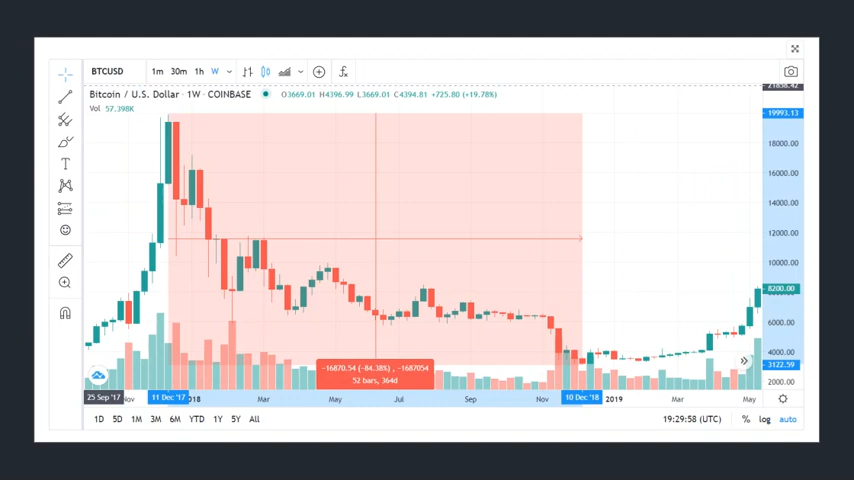 BTCUSD 1m 30m 1h W
Bitcoin / U.S. Dollar · 1W · COINBASE O3669.01 H4396.99 L3669.01 C4394.81 +725.80 (+19.78%)
Vol 57.398K
21838.42
19993.13
18000.00
16000.00
14000.00
12000.00
10000.00
8200.00
6000.00
4000.00
3122.59
2000.00
-16870.54 (-84.38%) , -1687054
52 bars, 364d
25 Sep '17 Nov 11 Dec '17 2018 Mar May Jul Sep Nov 10 Dec '18 2019 Mar May
1D 5D 1M 3M 6M YTD 1Y 5Y All 19:29:58 (UTC) % log auto